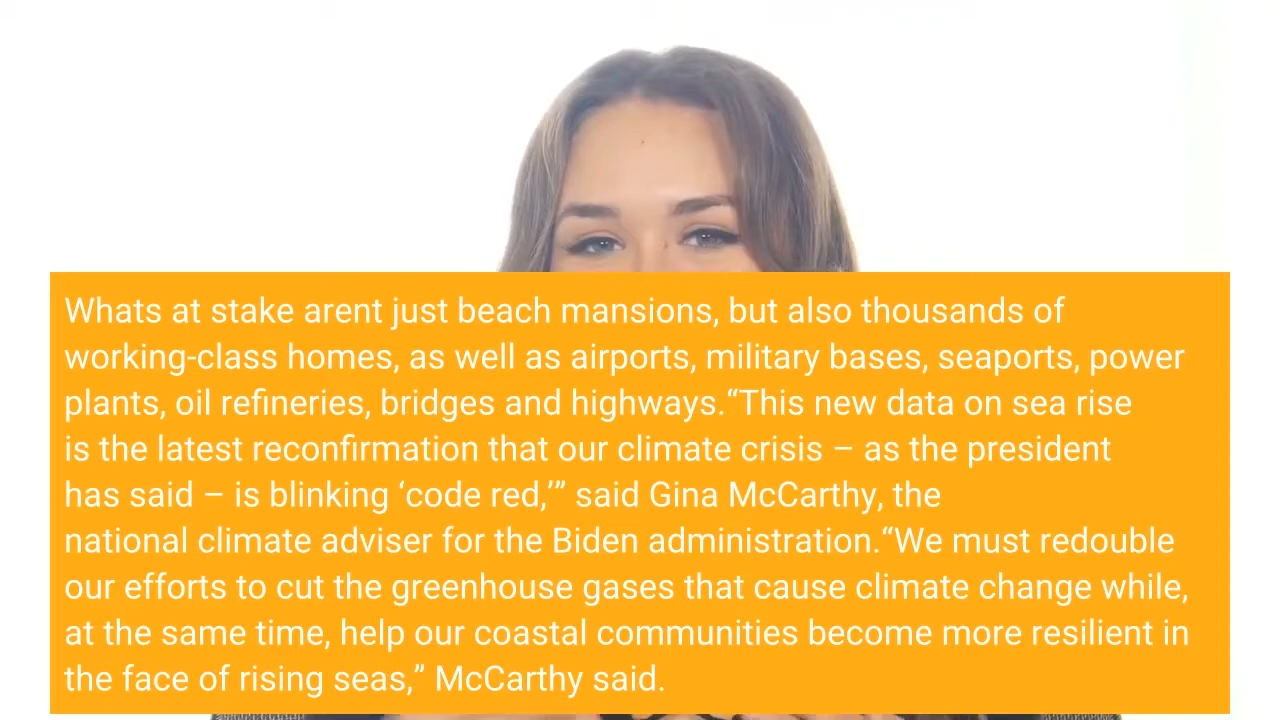 Whats at stake arent just beach mansions, but also thousands of
working-class homes, as well as airports, military bases, seaports, power
plants, oil refineries, bridges and highways.“This new data on sea rise
is the latest reconfirmation that our climate crisis – as the president
has said – is blinking ‘code red,’” said Gina McCarthy, the
national climate adviser for the Biden administration.“We must redouble
our efforts to cut the greenhouse gases that cause climate change while,
at the same time, help our coastal communities become more resilient in
the face of rising seas,” McCarthy said.